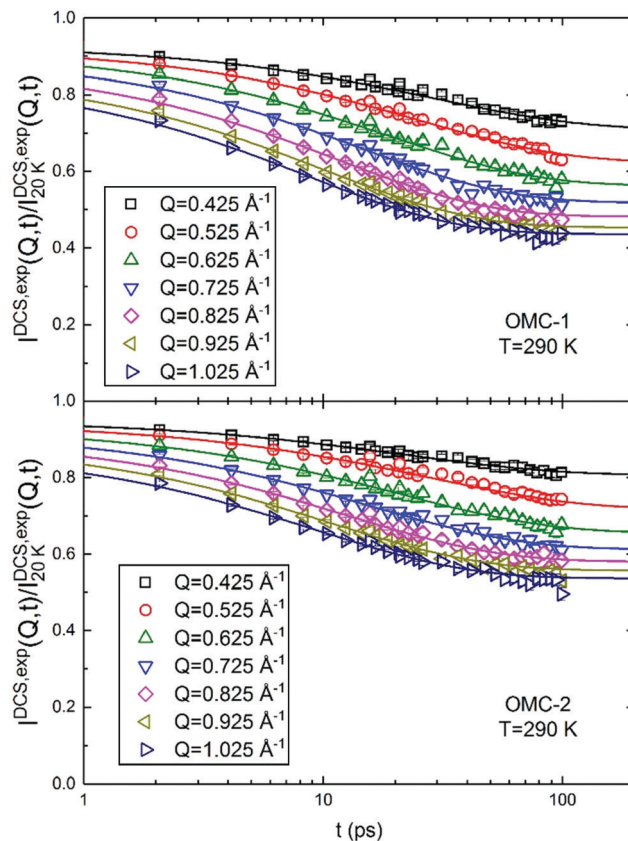 1.0
0.8
0.6
0.4
0.2
I^DCS,exp(Q,t)/I_20 K^DCS,exp(Q,t)
Q=0.425 Å⁻¹
Q=0.525 Å⁻¹
Q=0.625 Å⁻¹
Q=0.725 Å⁻¹
Q=0.825 Å⁻¹
Q=0.925 Å⁻¹
Q=1.025 Å⁻¹
OMC-1
T=290 K
1.0
0.8
0.6
0.4
0.2
0.0
I^DCS,exp(Q,t)/I_20 K^DCS,exp(Q,t)
Q=0.425 Å⁻¹
Q=0.525 Å⁻¹
Q=0.625 Å⁻¹
Q=0.725 Å⁻¹
Q=0.825 Å⁻¹
Q=0.925 Å⁻¹
Q=1.025 Å⁻¹
OMC-2
T=290 K
1 10 100
t (ps)